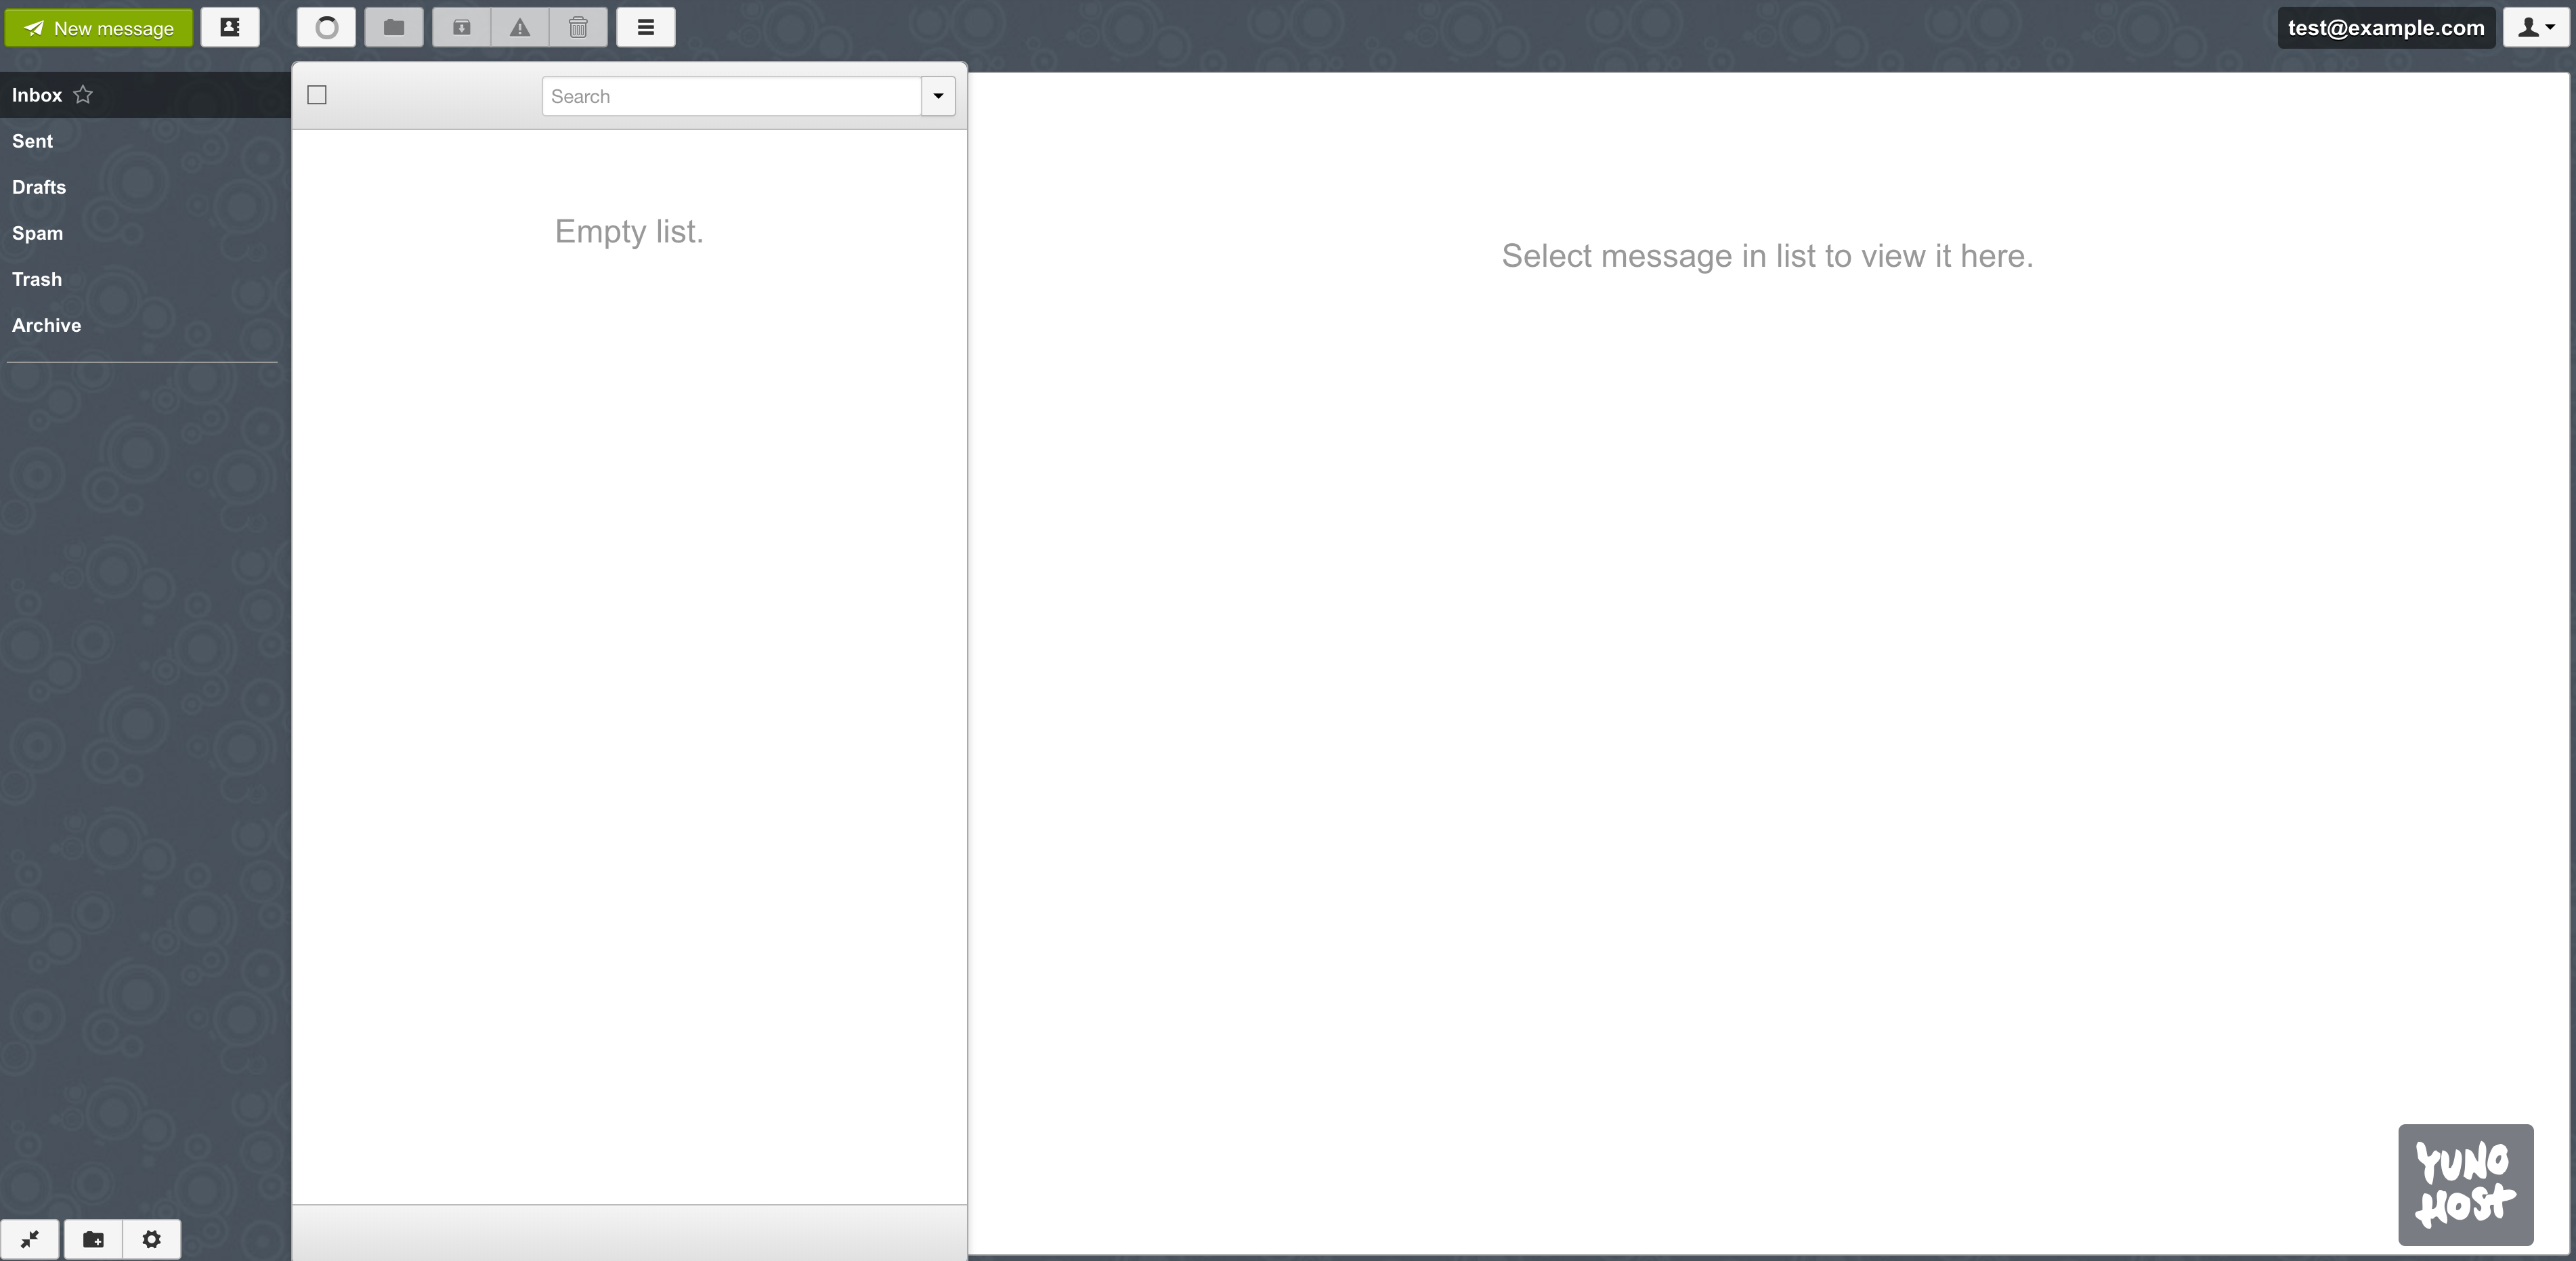 New message
test@example.com
Inbox
Search
Sent
Drafts
Spam
Trash
Archive
Empty list.
Select message in list to view it here.
YUNO
HOST